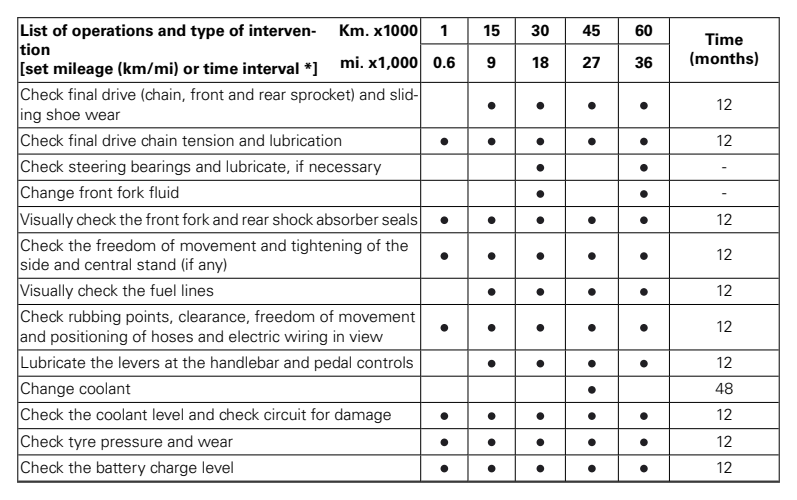 List of operations and type of interven- Km. x1000 1 15 30 45 60 Time
tion
[set mileage (km/mi) or time interval *] mi. x1,000 0.6 9 18 27 36 (months)
Check final drive (chain, front and rear sprocket) and slid-
ing shoe wear ● ● ● ● 12
Check final drive chain tension and lubrication ● ● ● ● ● 12
Check steering bearings and lubricate, if necessary ● ● -
Change front fork fluid ● ● -
Visually check the front fork and rear shock absorber seals ● ● ● ● ● 12
Check the freedom of movement and tightening of the
side and central stand (if any) ● ● ● ● ● 12
Visually check the fuel lines ● ● ● ● 12
Check rubbing points, clearance, freedom of movement
and positioning of hoses and electric wiring in view ● ● ● ● ● 12
Lubricate the levers at the handlebar and pedal controls ● ● ● ● 12
Change coolant ● 48
Check the coolant level and check circuit for damage ● ● ● ● ● 12
Check tyre pressure and wear ● ● ● ● ● 12
Check the battery charge level ● ● ● ● ● 12